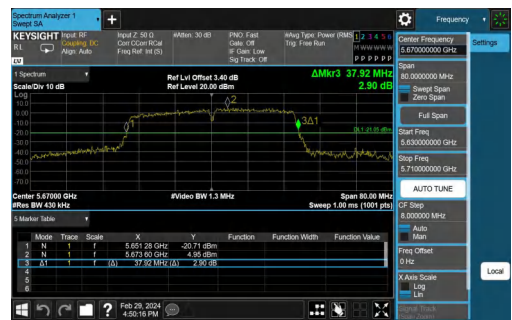 Spectrum Analyzer 1
Swept SA
+
Frequency
KEYSIGHT Input: RF Input Z: 50 Ω #Atten: 30 dB PNO: Fast #Avg Type: Power (RMS 1 2 3 4 5 6
RL Coupling: DC Corr CCorr RCal Gate: Off Trig: Free Run M W W W W W
Align: Auto Freq Ref: Int (S) IF Gain: Low P P P P P P
Sig Track: Off
LV
1 Spectrum Ref Lvl Offset 3.40 dB ΔMkr3 37.92 MHz
Scale/Div 10 dB Ref Level 20.00 dBm 2.90 dB
Log
10.0
0.00
-10.0
-20.0
-30.0
-40.0
-50.0
-60.0
-70.0
1
2
3Δ1
DL1 -21.05 dBm
Center 5.67000 GHz #Video BW 1.3 MHz Span 80.00 MHz
#Res BW 430 kHz Sweep 1.00 ms (1001 pts)
5 Marker Table
Mode Trace Scale X Y Function Function Width Function Value
1 N 1 f 5.651 28 GHz -20.71 dBm
2 N 1 f 5.673 60 GHz 4.95 dBm
3 Δ1 1 f (Δ) 37.92 MHz (Δ) 2.90 dB
4
5
6
Feb 29, 2024
4:50:16 PM
Center Frequency
5.670000000 GHz
Settings
Span
80.0000000 MHz
Swept Span
Zero Span
Full Span
Start Freq
5.630000000 GHz
Stop Freq
5.710000000 GHz
AUTO TUNE
CF Step
8.000000 MHz
Auto
Man
Freq Offset
0 Hz
X Axis Scale
Log
Lin
Local
Signal Track